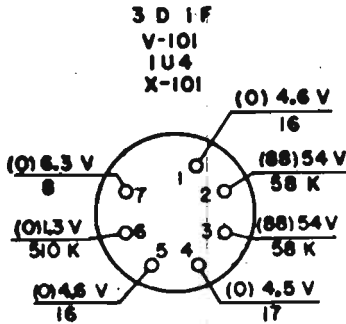 3 D IF
V-101
1U4
X-101
(0) 4.6 V
16
(0) 6.3 V
8
1
(88) 54 V
58 K
7
2
(0) 1.3 V
510 K
6
3
(88) 54 V
58 K
5
4
(0) 4.6 V
16
(0) 4.5 V
17